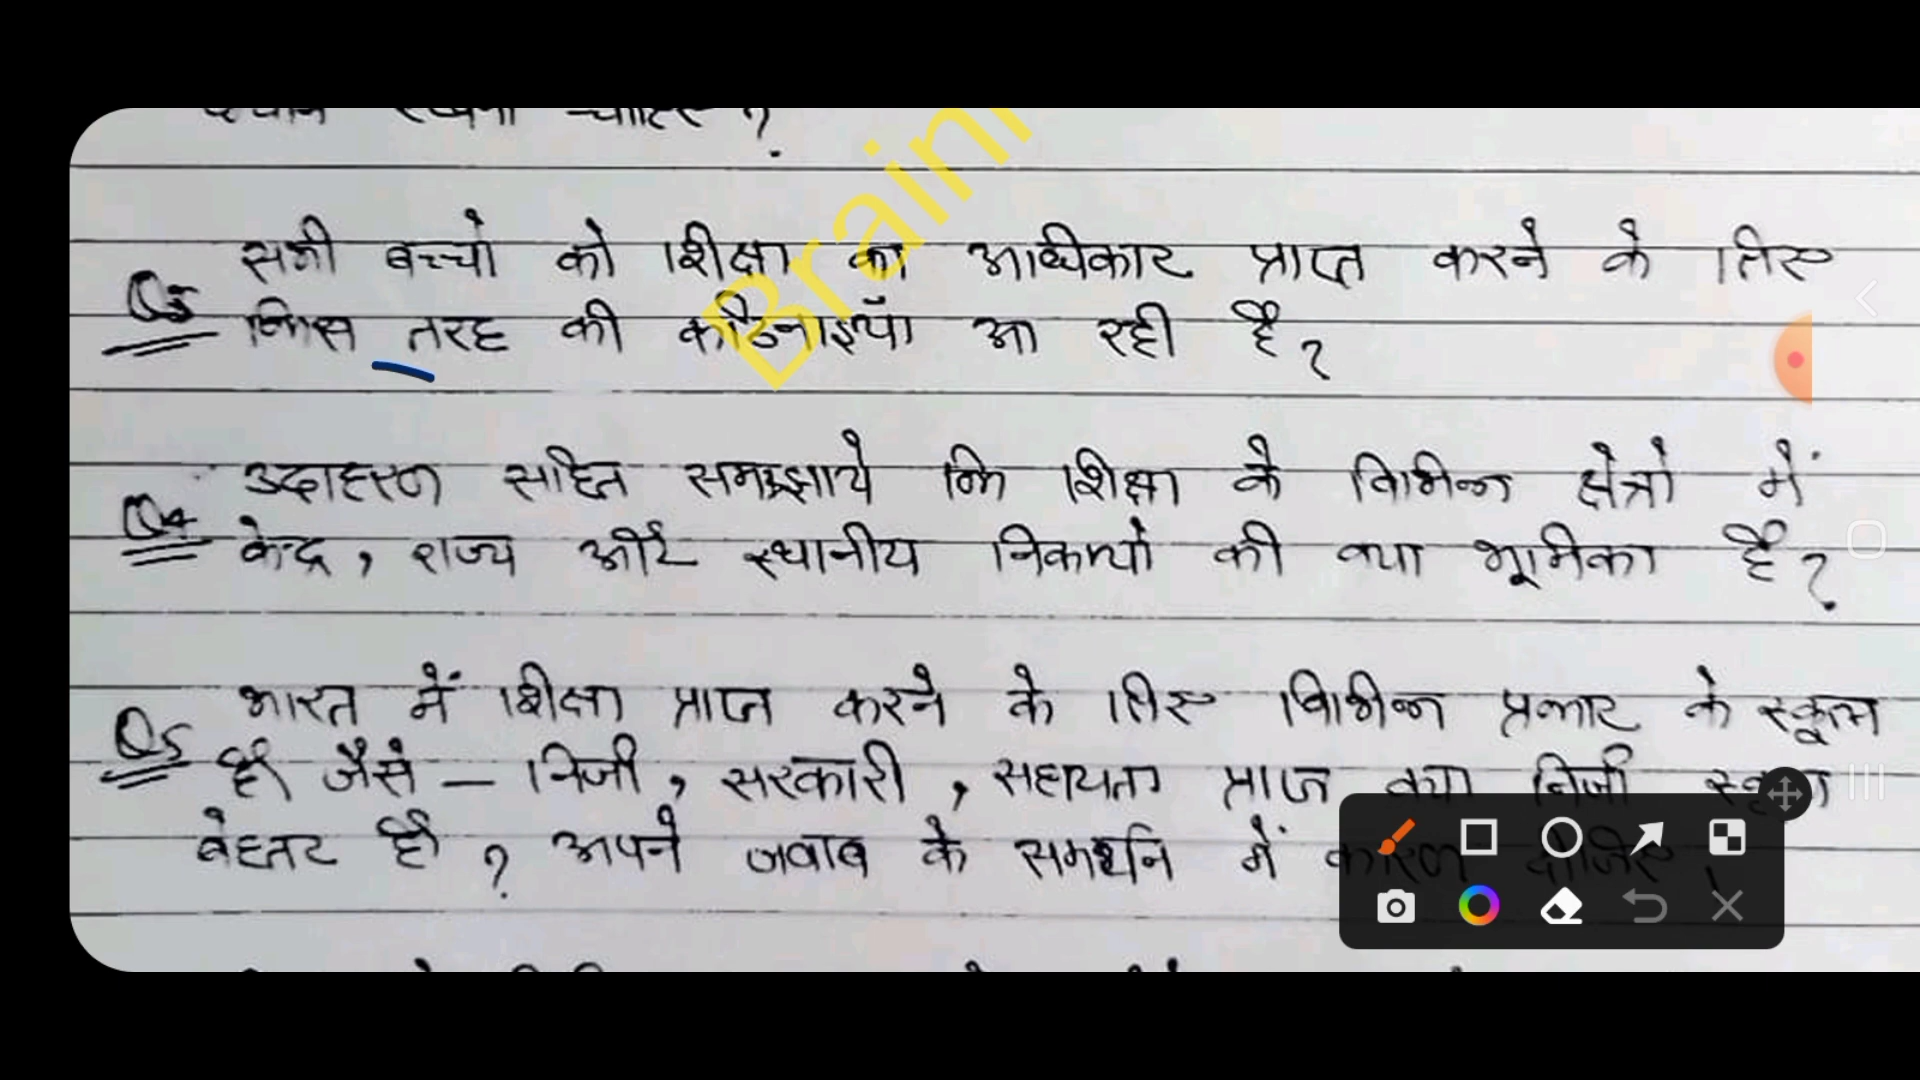 सभी बच्चो को शिक्षा का अधिकार प्राप्त करने के लिए
Q3 किस तरह की कठिनाइयाँ आ रही है?
उदाहरण सहित समझाये कि शिक्षा के विभिन्न क्षेत्रो में
Q4 केन्द्र, राज्य और स्थानीय निकायो की क्या भूमिका है?
भारत में शिक्षा प्राप्त करने के लिए विभिन्न प्रकार के स्कूल
Q5 है जैसे – निजी, सरकारी, सहायता प्राप्त क्या निजी स्कूल
बेहतर है? अपने जवाब के समर्थन में कारण दीजिए।
Brain